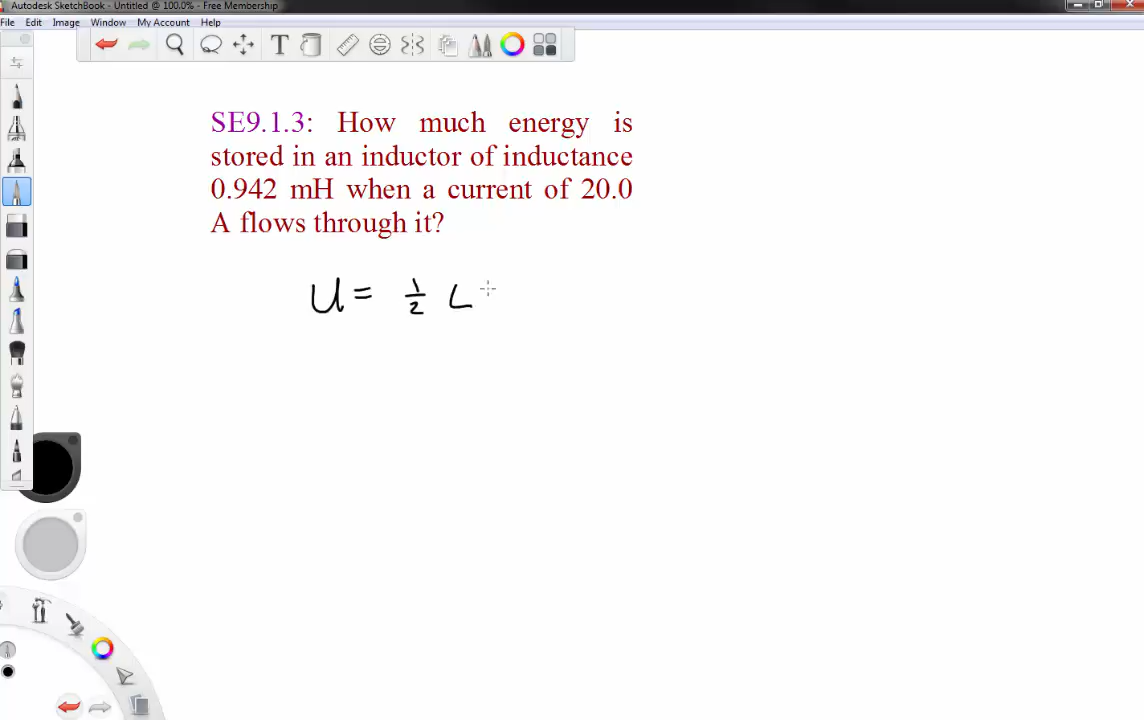 Autodesk SketchBook - Untitled @ 100.0% - Free Membership
File Edit Image Window My Account Help
SE9.1.3: How much energy is
stored in an inductor of inductance
0.942 mH when a current of 20.0
A flows through it?
U = 1/2 L